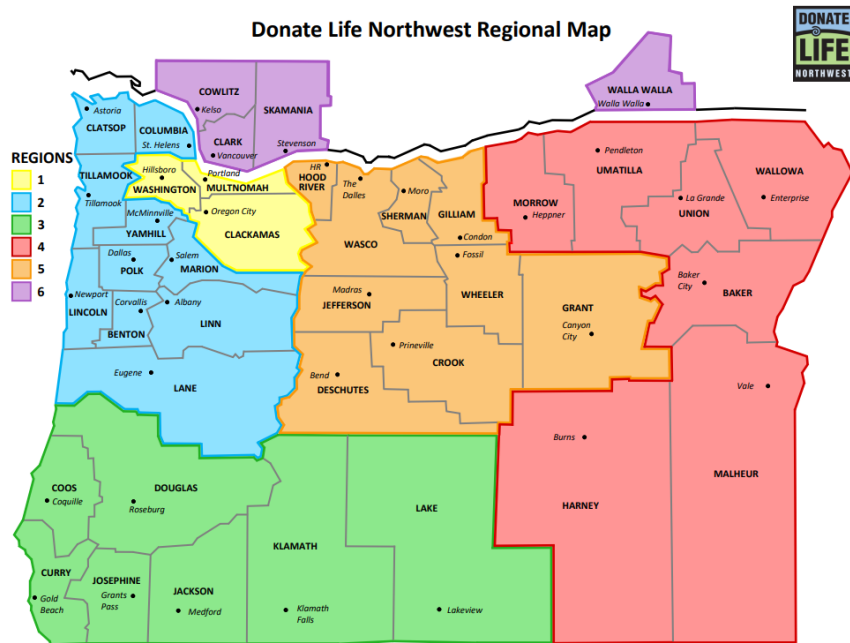 Donate Life Northwest Regional Map
DONATE
LIFE
NORTHWEST
REGIONS
1
2
3
4
5
6
COWLITZ
Kelso
SKAMANIA
CLARK
Vancouver
Stevenson
WALLA WALLA
Walla Walla
Astoria
CLATSOP
COLUMBIA
St. Helens
TILLAMOOK
Tillamook
Hillsboro
WASHINGTON
Portland
MULTNOMAH
Oregon City
CLACKAMAS
McMinnville
YAMHILL
Dallas
POLK
Salem
MARION
Newport
LINCOLN
Corvallis
BENTON
Albany
LINN
Eugene
LANE
HR
HOOD
RIVER
The
Dalles
Moro
SHERMAN
GILLIAM
Condon
WASCO
Fossil
WHEELER
Madras
JEFFERSON
GRANT
Canyon
City
Prineville
CROOK
Bend
DESCHUTES
Pendleton
UMATILLA
MORROW
Heppner
WALLOWA
Enterprise
La Grande
UNION
Baker
City
BAKER
Vale
MALHEUR
Burns
HARNEY
COOS
Coquille
DOUGLAS
Roseburg
CURRY
Gold
Beach
JOSEPHINE
Grants
Pass
JACKSON
Medford
KLAMATH
Klamath
Falls
LAKE
Lakeview